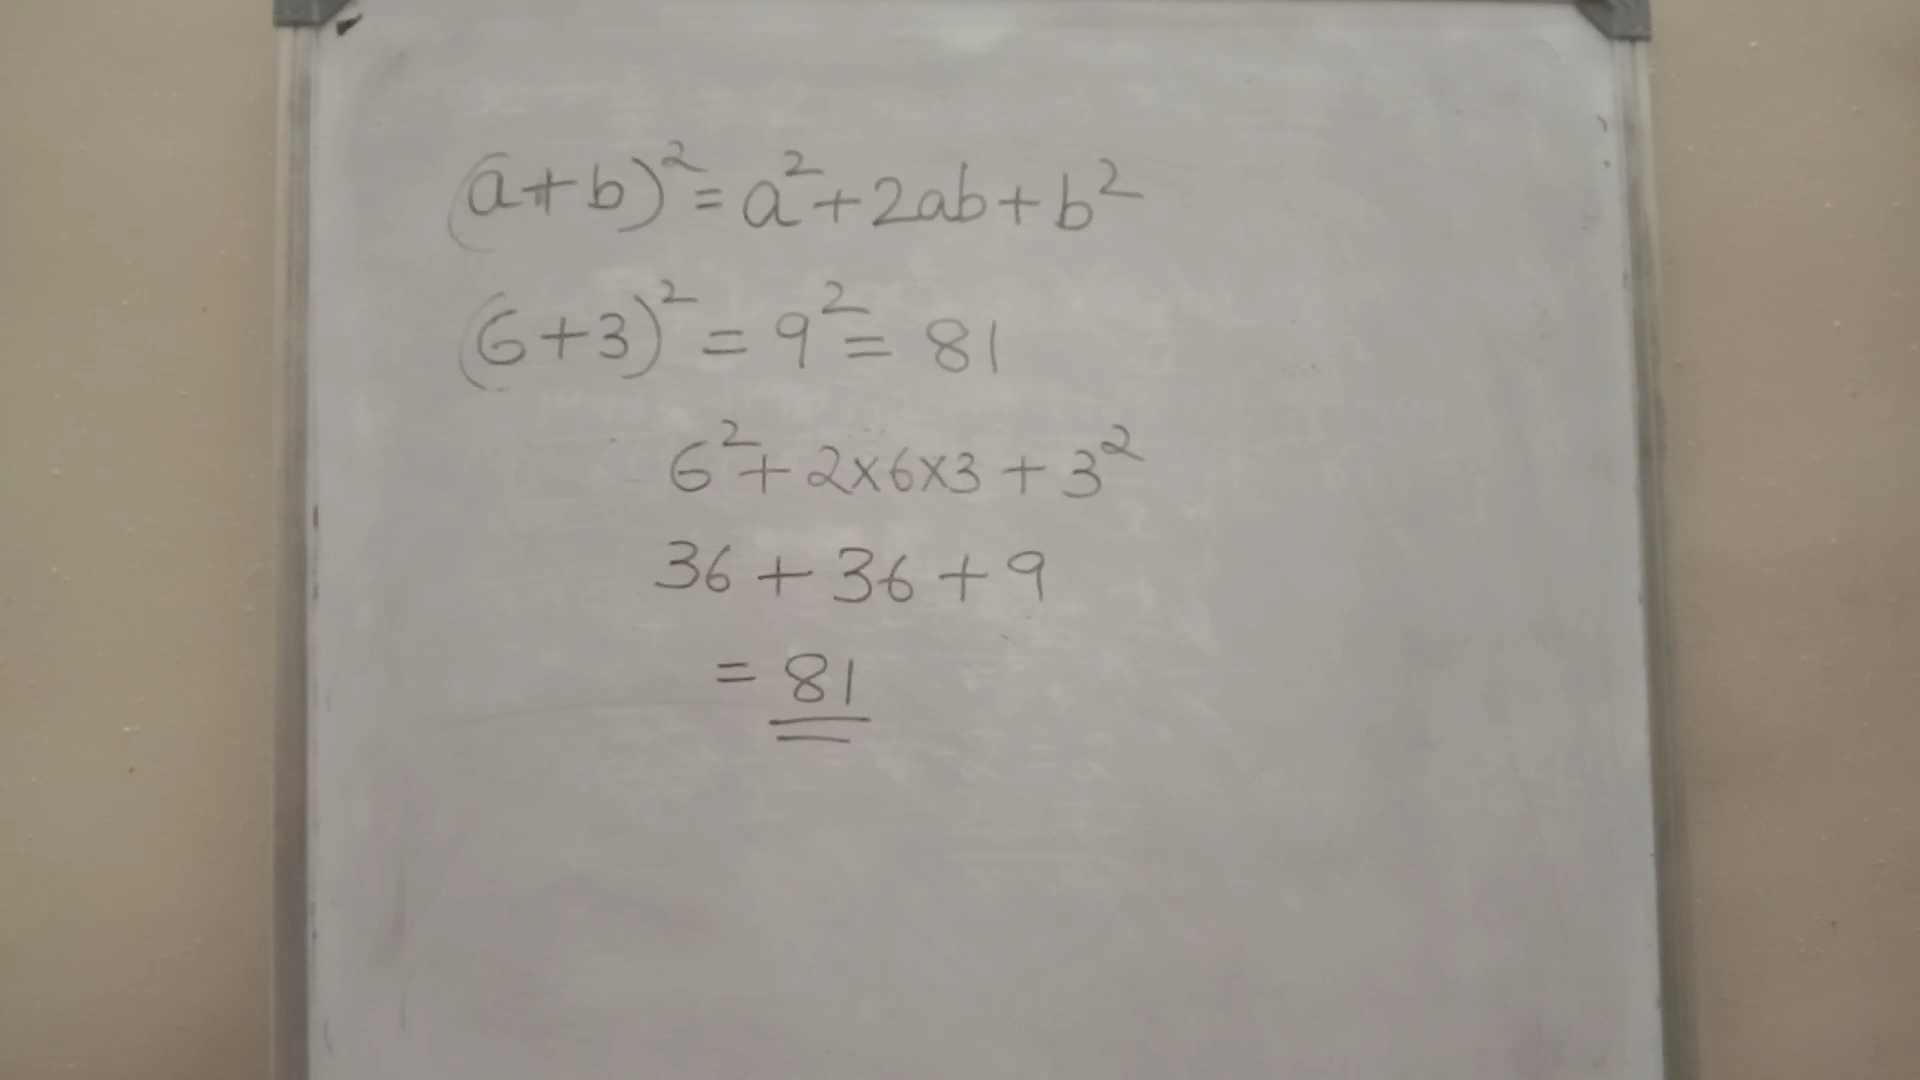 (a+b)²=a²+2ab+b²
(6+3)²=9²=81
6²+2x6x3+3²
36+36+9
=81